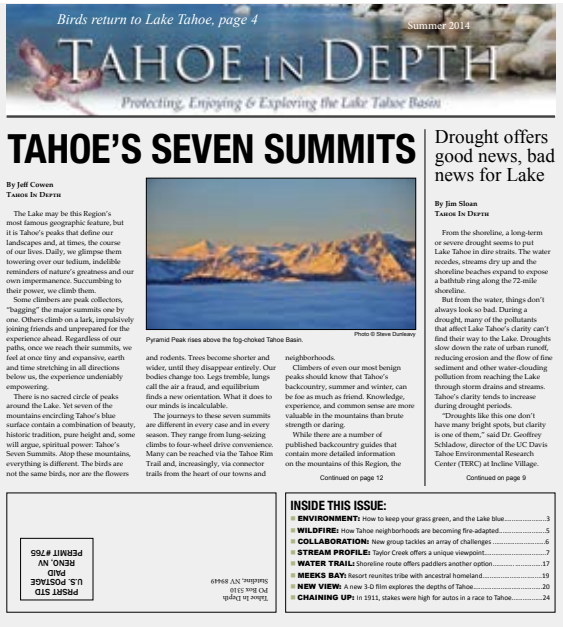 Birds return to Lake Tahoe, page 4
Summer 2014
TAHOE IN DEPTH
Protecting, Enjoying & Exploring the Lake Tahoe Basin
TAHOE'S SEVEN SUMMITS
By Jeff Cowen
TAHOE IN DEPTH
The Lake may be this Region's
most famous geographic feature, but
it is Tahoe's peaks that define our
landscapes and, at times, the course
of our lives. Daily, we glimpse them
towering over our tedium, indelible
reminders of nature's greatness and our
own impermanence. Succumbing to
their power, we climb them.
Some climbers are peak collectors,
"bagging" the major summits one by
one. Others climb on a lark, impulsively
joining friends and unprepared for the
experience ahead. Regardless of our
paths, once we reach their summits, we
feel at once tiny and expansive, earth
and time stretching in all directions
below us, the experience undeniably
empowering.
There is no sacred circle of peaks
around the Lake. Yet seven of the
mountains encircling Tahoe's blue
surface contain a combination of beauty,
historic tradition, pure height and, some
will argue, spiritual power: Tahoe's
Seven Summits. Atop these mountains,
everything is different. The birds are
not the same birds, nor are the flowers
Photo © Steve Dunleavy
Pyramid Peak rises above the fog-choked Tahoe Basin.
and rodents. Trees become shorter and
wider, until they disappear entirely. Our
bodies change too. Legs tremble, lungs
call the air a fraud, and equilibrium
finds a new orientation. What it does to
our minds is incalculable.
The journeys to these seven summits
are different in every case and in every
season. They range from lung-seizing
climbs to four-wheel drive convenience.
Many can be reached via the Tahoe Rim
Trail and, increasingly, via connector
trails from the heart of our towns and
neighborhoods.
Climbers of even our most benign
peaks should know that Tahoe's
backcountry, summer and winter, can
be foe as much as friend. Knowledge,
experience, and common sense are more
valuable in the mountains than brute
strength or daring.
While there are a number of
published backcountry guides that
contain more detailed information
on the mountains of this Region, the
Continued on page 12
Drought offers
good news, bad
news for Lake
By Jim Sloan
TAHOE IN DEPTH
From the shoreline, a long-term
or severe drought seems to put
Lake Tahoe in dire straits. The water
recedes, streams dry up and the
shoreline beaches expand to expose
a bathtub ring along the 72-mile
shoreline.
But from the water, things don't
always look so bad. During a
drought, many of the pollutants
that affect Lake Tahoe's clarity can't
find their way to the Lake. Droughts
slow down the rate of urban runoff,
reducing erosion and the flow of fine
sediment and other water-clouding
pollution from reaching the Lake
through storm drains and streams.
Tahoe's clarity tends to increase
during drought periods.
"Droughts like this one don't
have many bright spots, but clarity
is one of them," said Dr. Geoffrey
Schladow, director of the UC Davis
Tahoe Environmental Research
Center (TERC) at Incline Village.
Continued on page 9
Tahoe In Depth
PO Box 5310
Stateline, NV 89449
PRSRT STD
U.S. POSTAGE
PAID
RENO, NV
PERMIT #765
INSIDE THIS ISSUE:
ENVIRONMENT: How to keep your grass green, and the Lake blue....................3
WILDFIRE: How Tahoe neighborhoods are becoming fire-adapted....................5
COLLABORATION: New group tackles an array of challenges ....................6
STREAM PROFILE: Taylor Creek offers a unique viewpoint....................7
WATER TRAIL: Shoreline route offers paddlers another option....................17
MEEKS BAY: Resort reunites tribe with ancestral homeland....................19
NEW VIEW: A new 3-D film explores the depths of Tahoe....................20
CHAINING UP: In 1911, stakes were high for autos in a race to Tahoe....................24